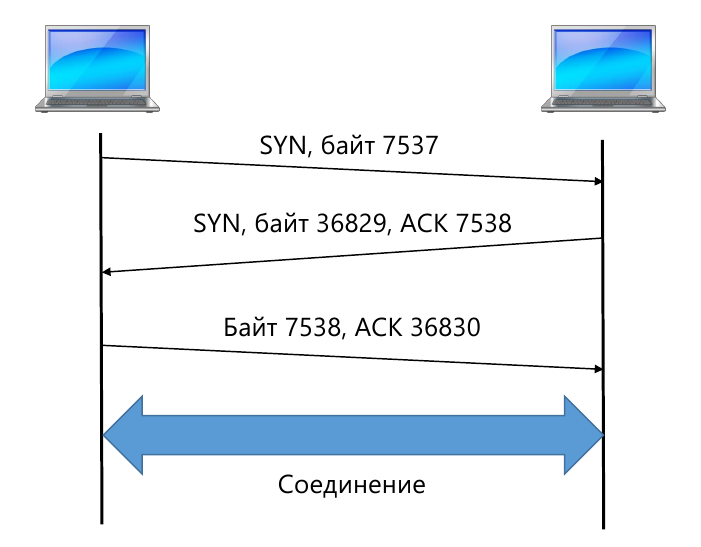 SYN, байт 7537
SYN, байт 36829, ACK 7538
Байт 7538, ACK 36830
Соединение